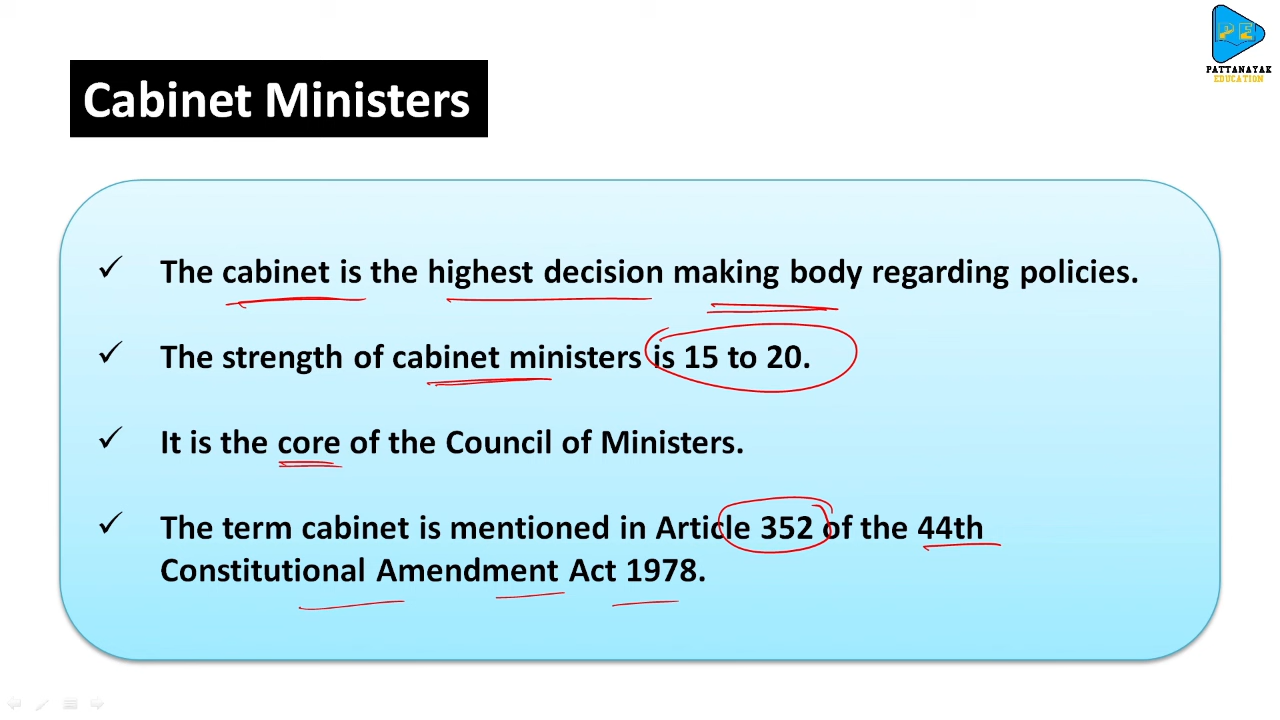 PE
PATTANAYAK
EDUCATION
Cabinet Ministers
✓ The cabinet is the highest decision making body regarding policies.
✓ The strength of cabinet ministers is 15 to 20.
✓ It is the core of the Council of Ministers.
✓ The term cabinet is mentioned in Article 352 of the 44th
Constitutional Amendment Act 1978.